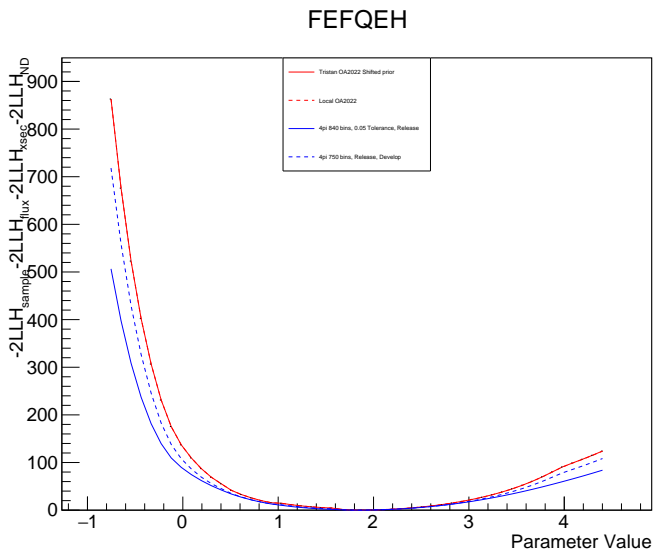 FEFQEH
-2LLH_sample-2LLH_flux-2LLH_xsec-2LLH_ND
900
800
700
600
500
400
300
200
100
0
Tristan OA2022 Shifted prior
Local OA2022
4pi 840 bins, 0.05 Tolerance, Release
4pi 750 bins, Release, Develop
−1 0 1 2 3 4
Parameter Value